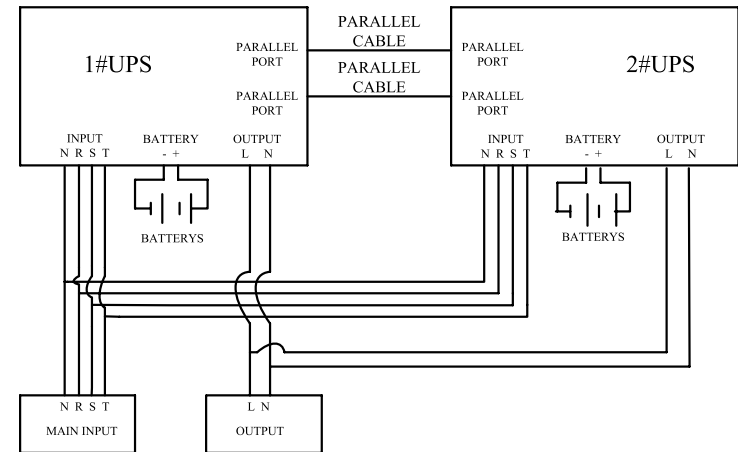 PARALLEL
CABLE
1#UPS
PARALLEL
PORT
PARALLEL
PORT
2#UPS
PARALLEL
CABLE
PARALLEL
PORT
PARALLEL
PORT
INPUT
N R S T
BATTERY
- +
OUTPUT
L N
INPUT
N R S T
BATTERY
- +
OUTPUT
L N
BATTERYS
BATTERYS
N R S T
MAIN INPUT
L N
OUTPUT